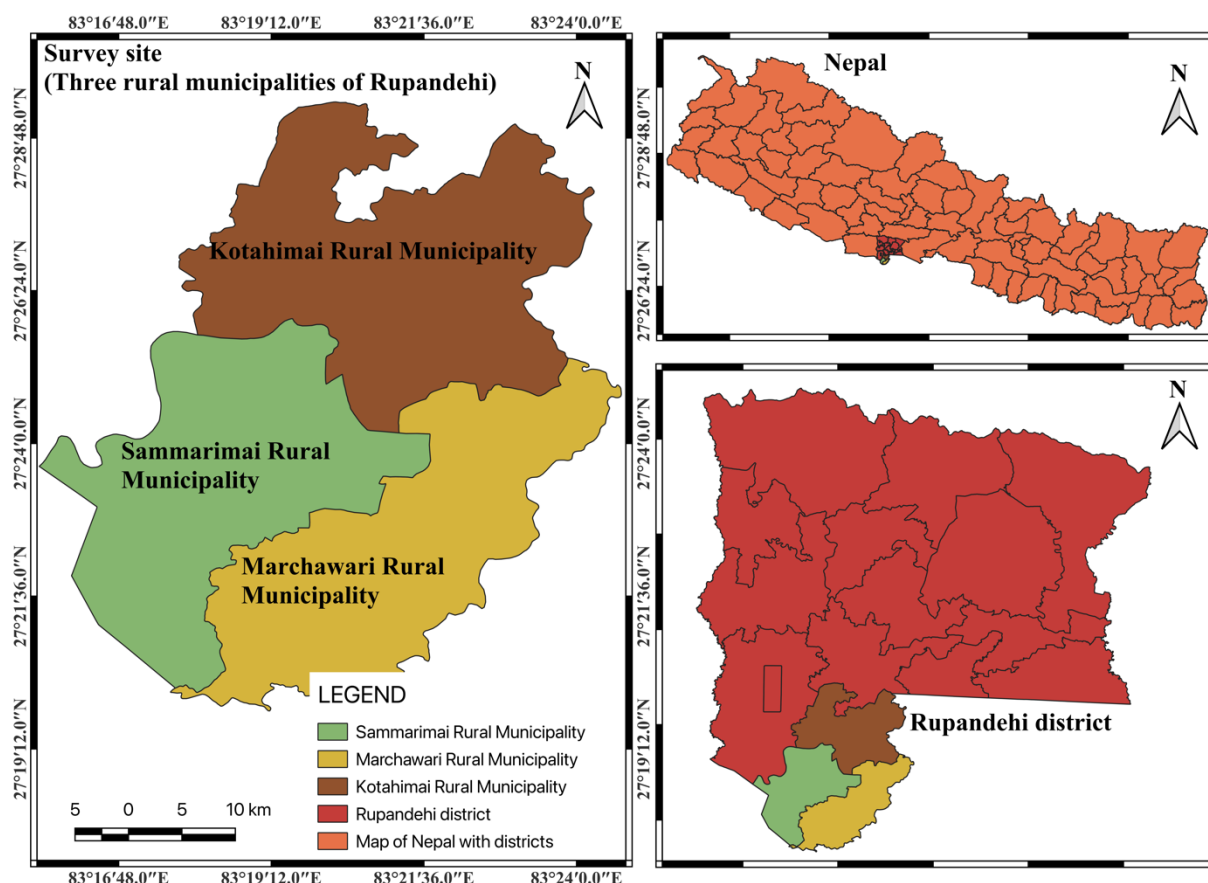 83°16′48.0″E 83°19′12.0″E 83°21′36.0″E 83°24′0.0″E
Survey site
(Three rural municipalities of Rupandehi)
N
27°28′48.0″N
27°26′24.0″N
27°24′0.0″N
27°21′36.0″N
27°19′12.0″N
Kotahimai Rural Municipality
Sammarimai Rural
Municipality
Marchawari Rural
Municipality
LEGEND
Sammarimai Rural Municipality
Marchawari Rural Municipality
Kotahimai Rural Municipality
Rupandehi district
Map of Nepal with districts
5 0 5 10 km
83°16′48.0″E 83°19′12.0″E 83°21′36.0″E 83°24′0.0″E
Nepal
N
27°28′48.0″N
27°26′24.0″N
N
27°24′0.0″N
27°21′36.0″N
27°19′12.0″N
Rupandehi district